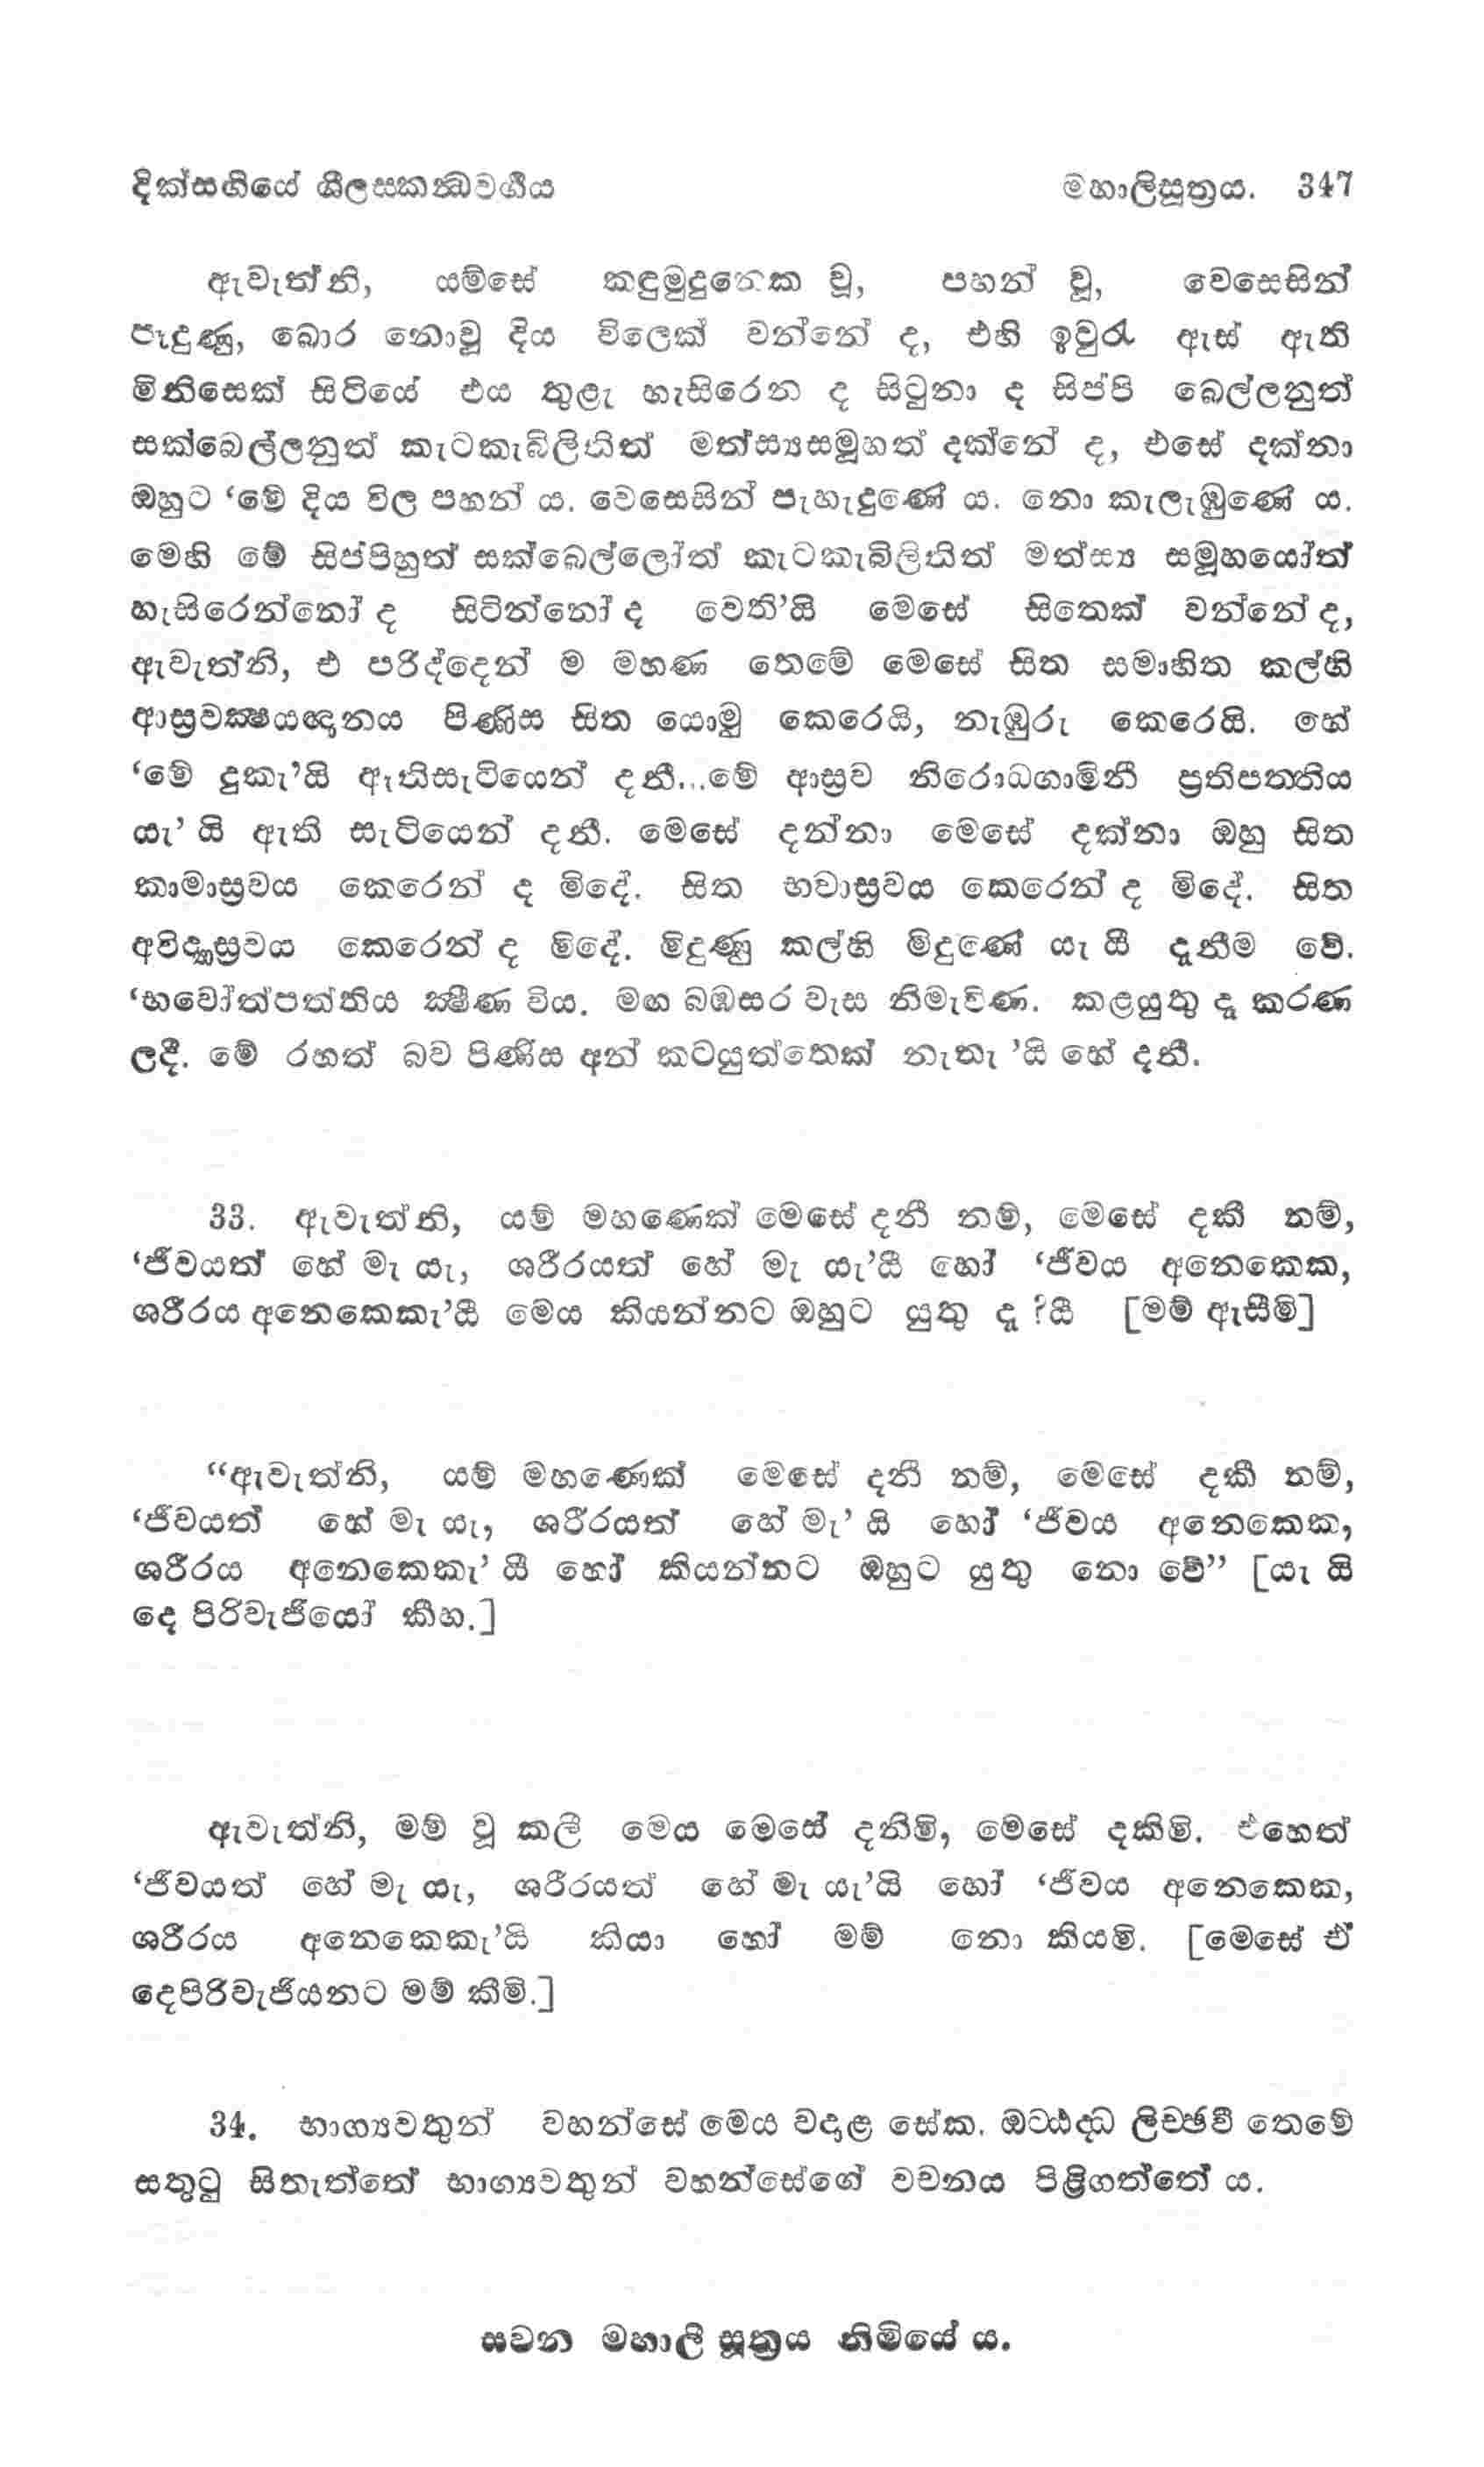 දික්සඟියේ ශීලසකන්ධවර්ගය මහාලිසූත්‍රය. 347
ඇවැත්නි, යම්සේ කඳුමුදුනෙක වූ, පහන් වූ, වෙසෙසින්
පෑදුණු, බොර නොවූ දිය විලෙක් වන්නේ ද, එහි ඉවුරැ ඇස් ඇති
මිනිසෙක් සිටියේ එය තුළැ හැසිරෙන ද සිටුනා ද සිප්පි බෙල්ලනුත්
සක්බෙල්ලනුත් කැටකැබිලිතිත් මත්ස්‍යසමූහත් දක්නේ ද, එසේ දක්නා
ඔහුට ‘මේ දිය විල පහන් ය. වෙසෙසින් පැහැදුණේ ය. නො කැලැඹුණේ ය.
මෙහි මේ සිප්පිහුත් සක්බෙල්ලෝත් කැටකැබිලිතිත් මත්ස්‍ය සමූහයෝත්
හැසිරෙන්නෝ ද සිටින්නෝ ද වෙති’යි මෙසේ සිතෙක් වන්නේ ද,
ඇවැත්නි, එ පරිද්දෙන් ම මහණ තෙමේ මෙසේ සිත සමාහිත කල්හි
ආස්‍රවක්‍ෂයඥානය පිණිස සිත යොමු කෙරෙයි, නැඹුරු කෙරෙයි. හේ
‘මේ දුකැ’යි ඇතිසැටියෙන් දනී...මේ ආස්‍රව නිරොධගාමිනී ප්‍රතිපත්තිය
යැ’ යි ඇති සැටියෙන් දනී. මෙසේ දන්නා මෙසේ දක්නා ඔහු සිත
කාමාස්‍රවය කෙරෙන් ද මිදේ. සිත භවාස්‍රවය කෙරෙන් ද මිදේ. සිත
අවිද්‍යාස්‍රවය කෙරෙන් ද මිදේ. මිදුණු කල්හි මිදුණේ යැ යී දැනීම වේ.
‘භවෝත්පත්තිය ක්‍ෂීණ විය. මඟ බඹසර වැස නිමැවිණ. කළයුතු දෑ කරණ
ලදී. මේ රහත් බව පිණිස අන් කටයුත්තෙක් නැතැ ’යි හේ දනී.
33. ඇවැත්නි, යම් මහණෙක් මෙසේ දනී නම්, මෙසේ දකී නම්,
‘ජීවයත් හේ මැ යැ, ශරීරයත් හේ මැ යැ’යී හෝ ‘ජීවය අනෙකෙක,
ශරීරය අනෙකෙකැ’යී මෙය කියන්නට ඔහුට යුතු දෑ ?යී [මම් ඇසීමි]
“ඇවැත්නි, යම් මහණෙක් මෙසේ දනී නම්, මෙසේ දකී නම්,
‘ජීවයත් හේ මැ යැ, ශරීරයත් හේ මැ’ යි හෝ ‘ජීවය අනෙකෙක,
ශරීරය අනෙකෙකැ’ යී හෝ කියන්නට ඔහුට යුතු නො වේ” [යැ යි
දෙ පිරිවැජියෝ කීහ.]
ඇවැත්නි, මම් වූ කලී මෙය මෙසේ දනිමි, මෙසේ දකිමි. එහෙත්
‘ජීවයත් හේ මැ යැ, ශරීරයත් හේ මැ යැ’යි හෝ ‘ජීවය අනෙකෙක,
ශරීරය අනෙකෙකැ’යි කියා හෝ මම් නො කියමි. [මෙසේ ඒ
දෙපිරිවැජියනට මම් කීමි.]
34. භාග්‍යවතුන් වහන්සේ මෙය වදාළ සේක. ඔට්ඨද්ධ ලිච්ඡවි තෙමේ
සතුටු සිතැත්තේ භාග්‍යවතුන් වහන්සේගේ වචනය පිළිගත්තේ ය.
සවන මහාලි සූත්‍රය නිමියේ ය.